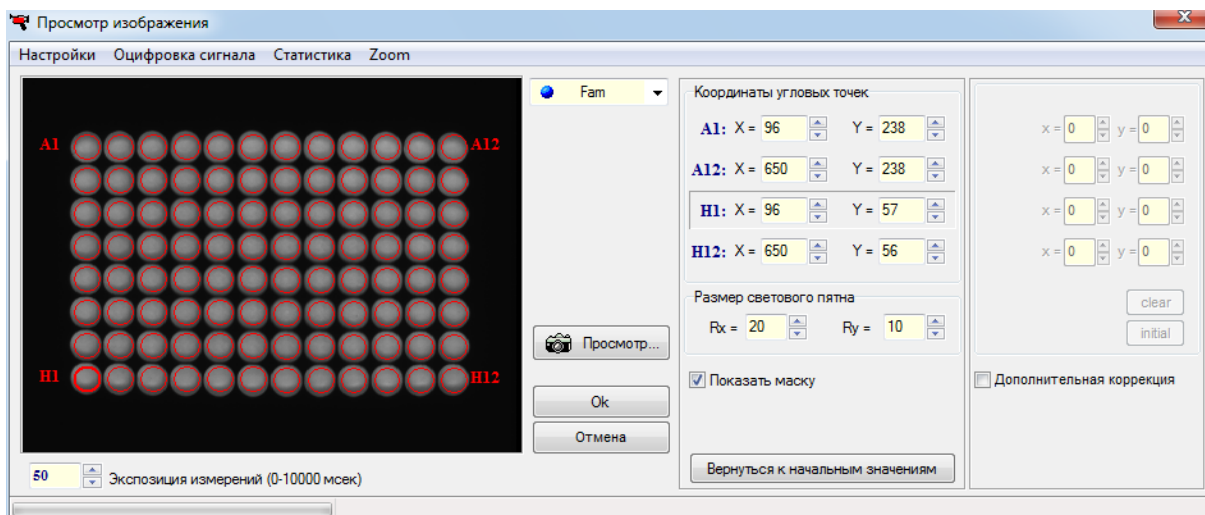 Просмотр изображения
Настройки Оцифровка сигнала Статистика Zoom
A1 A12
H1 H12
50 Экспозиция измерений (0-10000 мсек)
Fam
Просмотр...
Ok
Отмена
Координаты угловых точек
A1: X = 96 Y = 238
A12: X = 650 Y = 238
H1: X = 96 Y = 57
H12: X = 650 Y = 56
Размер светового пятна
Rx = 20 Ry = 10
Показать маску
Вернуться к начальным значениям
x = 0 y = 0
x = 0 y = 0
x = 0 y = 0
x = 0 y = 0
clear
initial
Дополнительная коррекция